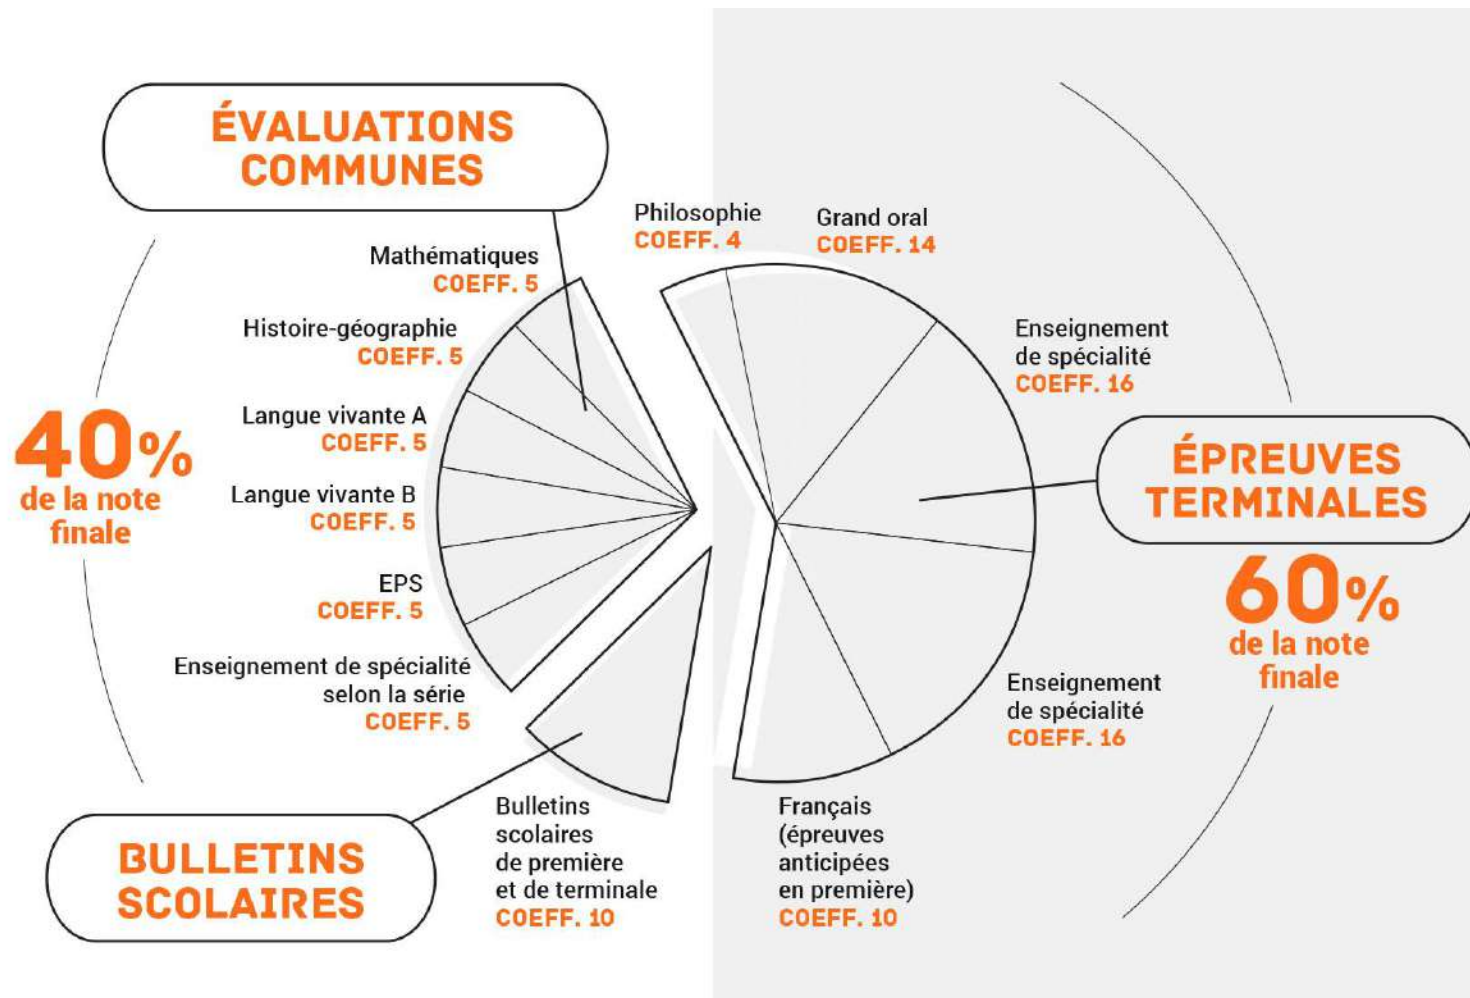 ÉVALUATIONS
COMMUNES
Mathématiques
COEFF. 5
Histoire-géographie
COEFF. 5
Langue vivante A
COEFF. 5
Langue vivante B
COEFF. 5
EPS
COEFF. 5
Enseignement de spécialité
selon la série
COEFF. 5
40%
de la note
finale
BULLETINS
SCOLAIRES
Bulletins
scolaires
de première
et de terminale
COEFF. 10
Philosophie
COEFF. 4
Grand oral
COEFF. 14
Enseignement
de spécialité
COEFF. 16
ÉPREUVES
TERMINALES
60%
de la note
finale
Enseignement
de spécialité
COEFF. 16
Français
(épreuves
anticipées
en première)
COEFF. 10